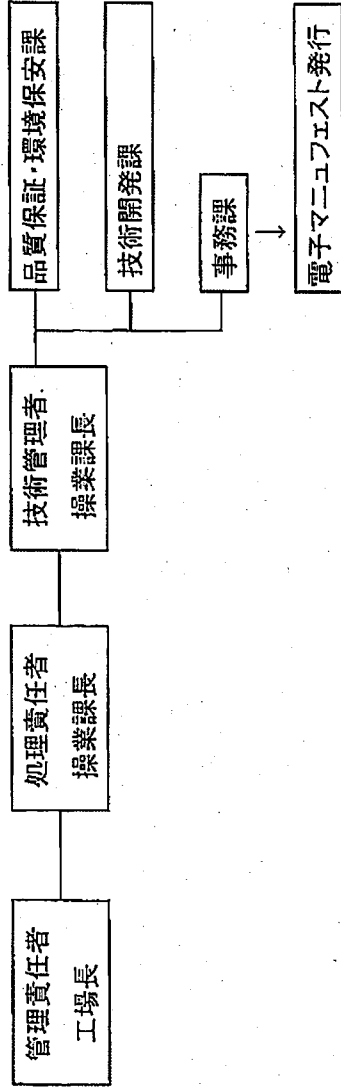 管理責任者
工場長
処理責任者
操業課長
技術管理者
操業課長
品質保証・環境保安課
技術開発課
事務課
↓
電子マニュフェスト発行